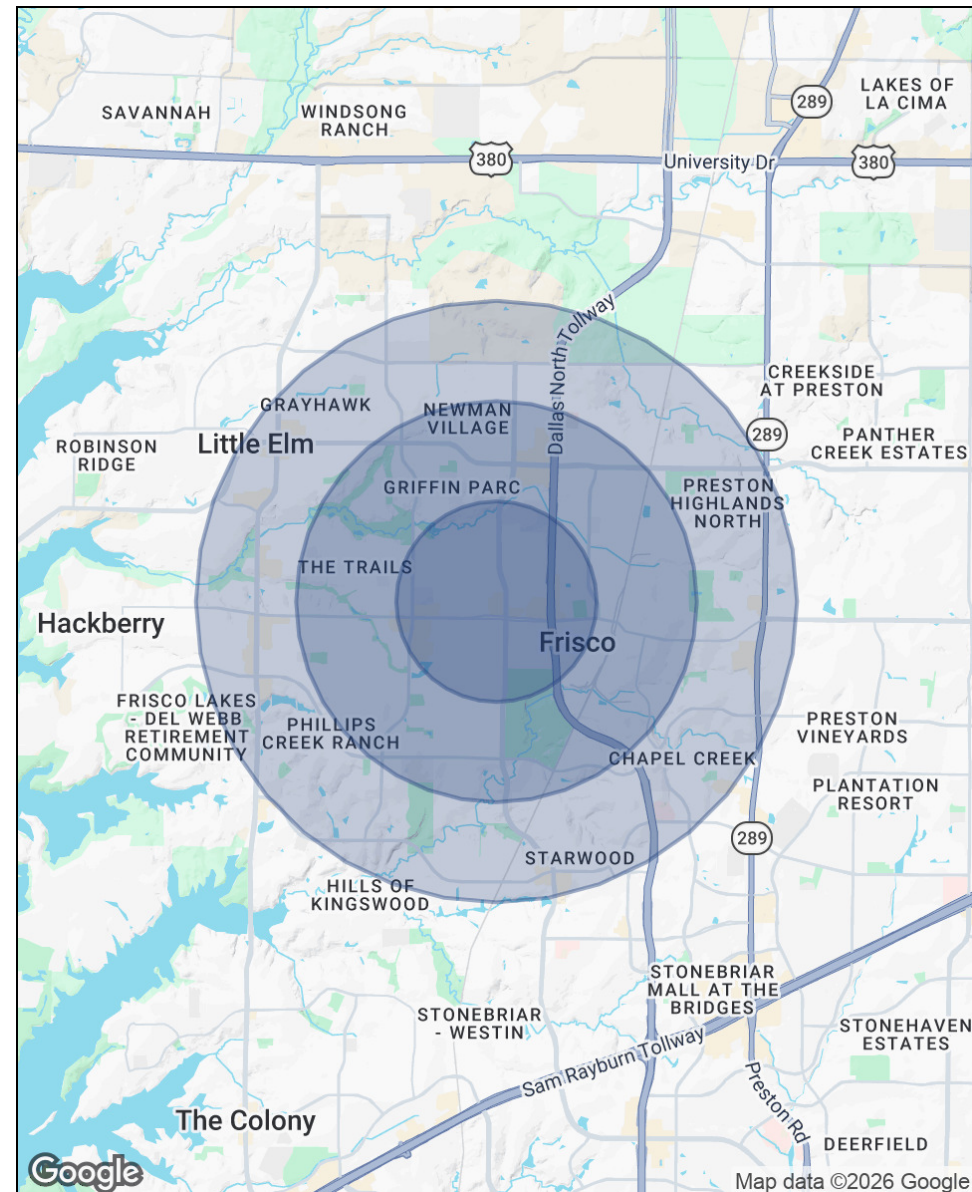 SAVANNAH
WINDSONG
RANCH
289
LAKES OF
LA CIMA
380
University Dr
380
Dallas North Tollway
CREEKSIDE
AT PRESTON
GRAYHAWK
NEWMAN
VILLAGE
289
Little Elm
ROBINSON
RIDGE
PANTHER
CREEK ESTATES
GRIFFIN PARC
PRESTON
HIGHLANDS
NORTH
THE TRAILS
Hackberry
Frisco
FRISCO LAKES
- DEL WEBB
RETIREMENT
COMMUNITY
PHILLIPS
CREEK RANCH
PRESTON
VINEYARDS
CHAPEL CREEK
PLANTATION
RESORT
289
STARWOOD
HILLS OF
KINGSWOOD
STONEBRIAR
MALL AT THE
BRIDGES
STONEBRIAR
- WESTIN
STONEHAVEN
ESTATES
Sam Rayburn Tollway
Preston Rd
The Colony
DEERFIELD
Google
Map data ©2026 Google